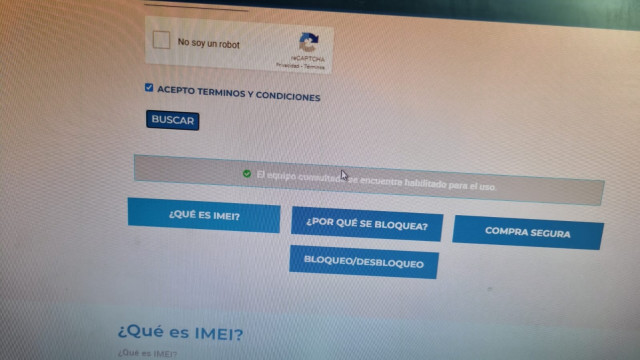 No soy un robot
reCAPTCHA
Privacidad - Términos
ACEPTO TERMINOS Y CONDICIONES
BUSCAR
El equipo consultado se encuentra habilitado para el uso.
¿QUÉ ES IMEI?
¿POR QUÉ SE BLOQUEA?
COMPRA SEGURA
BLOQUEO/DESBLOQUEO
¿Qué es IMEI?
¿Qué es IMEI?